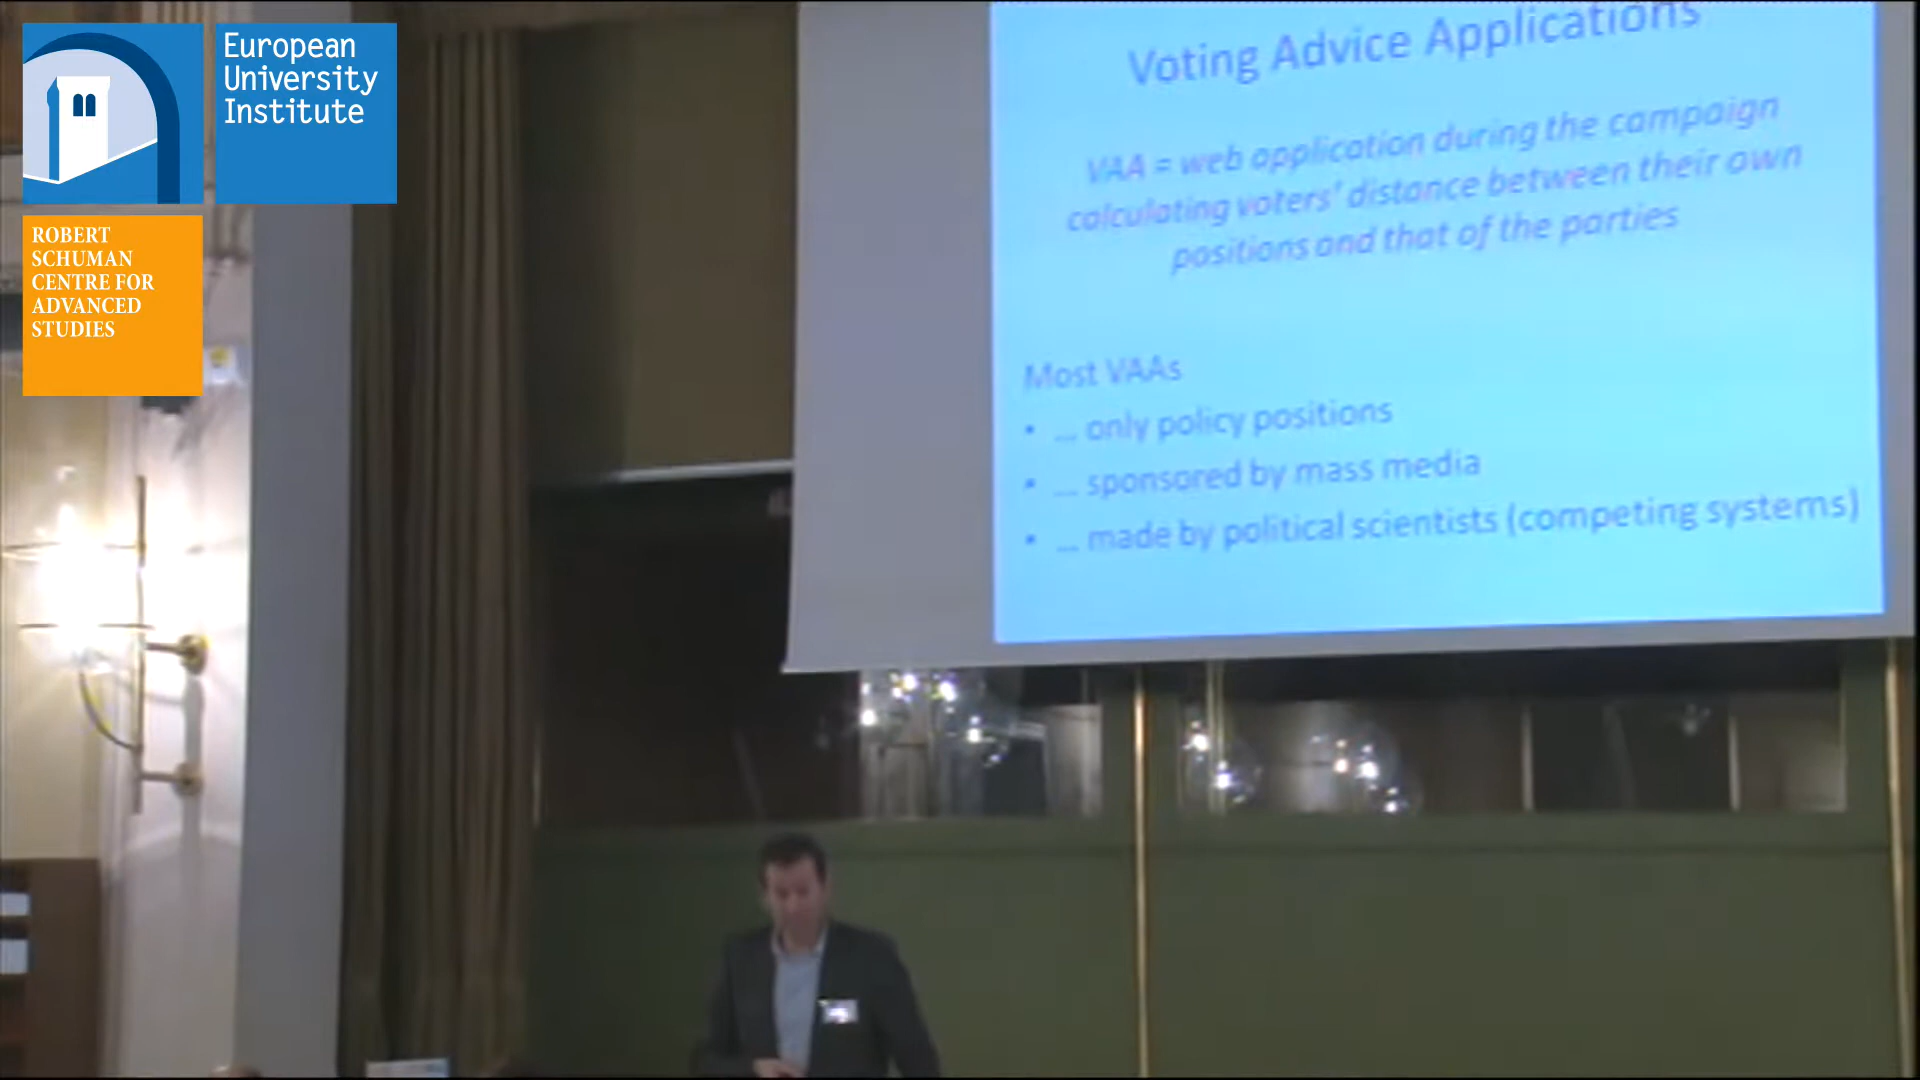 European
University
Institute
ROBERT
SCHUMAN
CENTRE FOR
ADVANCED
STUDIES
Voting Advice Applications
VAA = web application during the campaign
calculating voters' distance between their own
positions and that of the parties
Most VAAs
• ... only policy positions
• ... sponsored by mass media
• ... made by political scientists (competing systems)